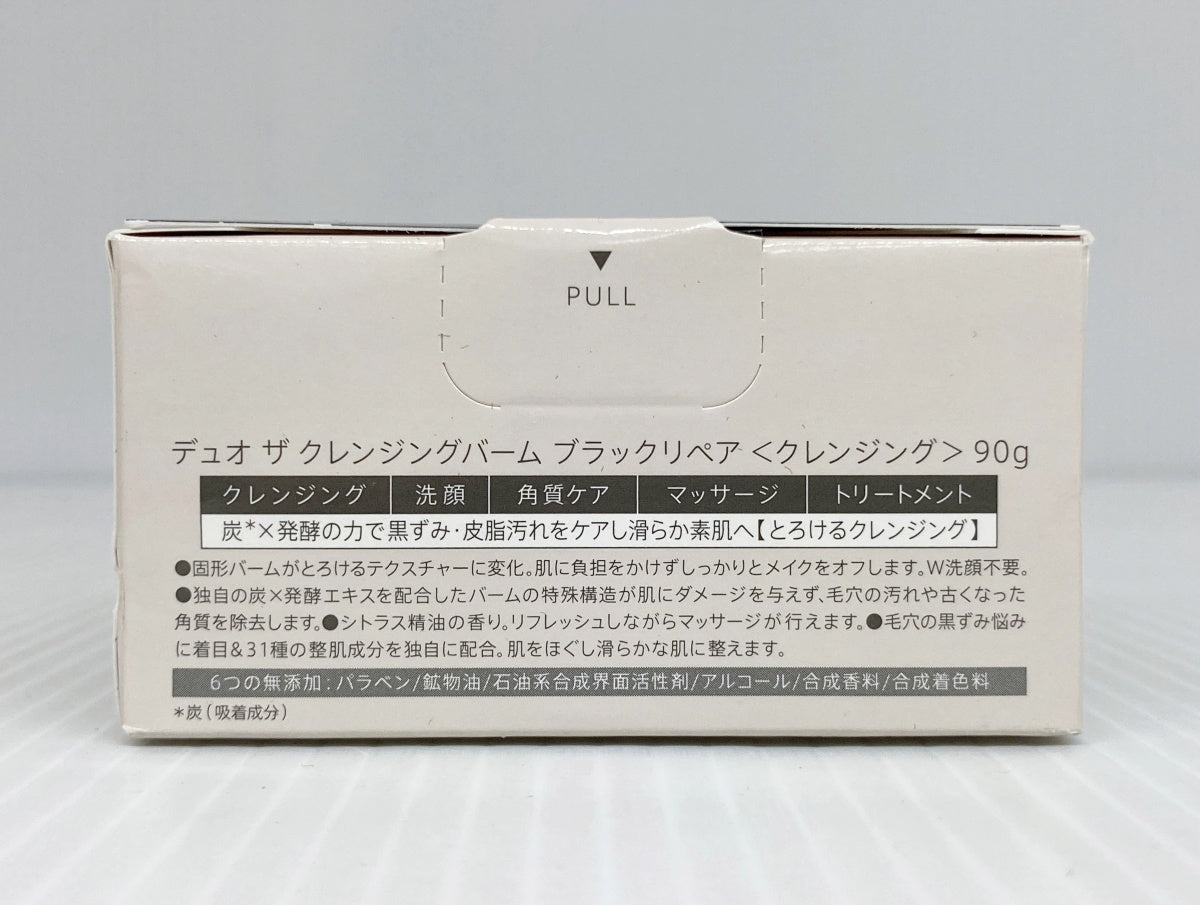 ▼
PULL
デュオ ザ クレンジングバーム ブラックリペア <クレンジング> 90g
クレンジング 洗顔 角質ケア マッサージ トリートメント
炭*×発酵の力で黒ずみ・皮脂汚れをケアし滑らか素肌へ【とろけるクレンジング】
●固形バームがとろけるテクスチャーに変化。肌に負担をかけずしっかりとメイクをオフします。W洗顔不要。
●独自の炭×発酵エキスを配合したバームの特殊構造が肌にダメージを与えず、毛穴の汚れや古くなった
角質を除去します。●シトラス精油の香り。リフレッシュしながらマッサージが行えます。●毛穴の黒ずみ悩み
に着目&31種の整肌成分を独自に配合。肌をほぐし滑らかな肌に整えます。
6つの無添加:パラベン/鉱物油/石油系合成界面活性剤/アルコール/合成香料/合成着色料
*炭(吸着成分)